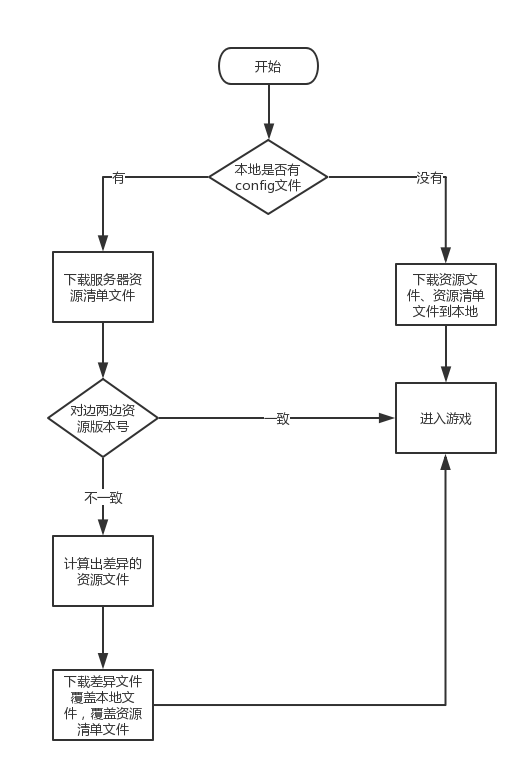 开始
本地是否有
config文件
有
没有
下载服务器资
源清单文件
下载资源文
件、资源清单
文件到本地
对边两边资
源版本号
一致
进入游戏
不一致
计算出差异的
资源文件
下载差异文件
覆盖本地文
件，覆盖资源
清单文件